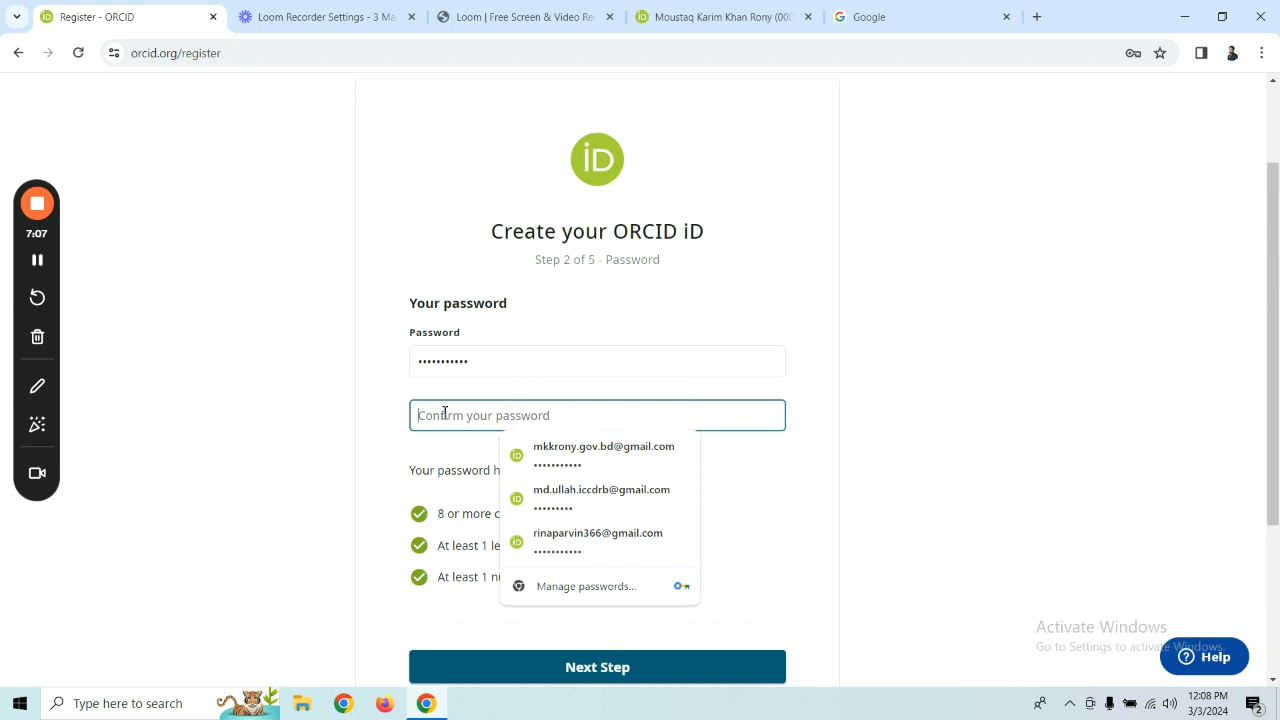 Register - ORCID
Loom Recorder Settings - 3 Ma
Loom | Free Screen & Video Re
Moustaq Karim Khan Rony (000
Google
orcid.org/register
7:07
iD
Create your ORCID iD
Step 2 of 5 - Password
Your password
Password
•••••••••••
Confirm your password
mkkrony.gov.bd@gmail.com
•••••••••••
md.ullah.iccdrb@gmail.com
•••••••••
rinaparvin366@gmail.com
•••••••••••
Manage passwords...
Your password h
8 or more c
At least 1 le
At least 1 nu
Next Step
Activate Windows
Go to Settings to activate Windows.
Help
Type here to search
12:08 PM
3/3/2024
2